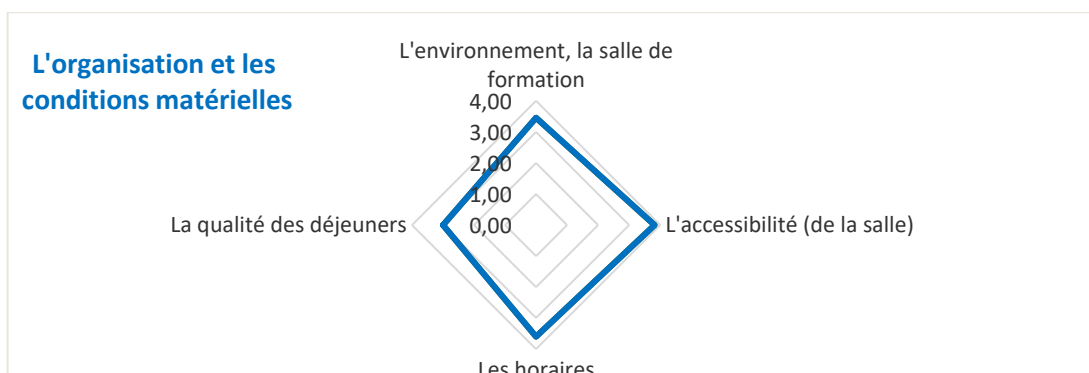 L'organisation et les
conditions matérielles
L'environnement, la salle de
formation
4,00
3,00
2,00
1,00
0,00
La qualité des déjeuners
L'accessibilité (de la salle)
Les horaires